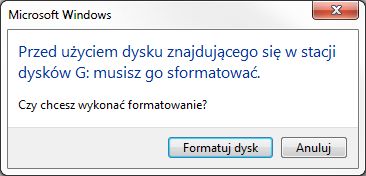 Microsoft Windows
Przed użyciem dysku znajdującego się w stacji
dysków G: musisz go sformatować.
Czy chcesz wykonać formatowanie?
Formatuj dysk
Anuluj